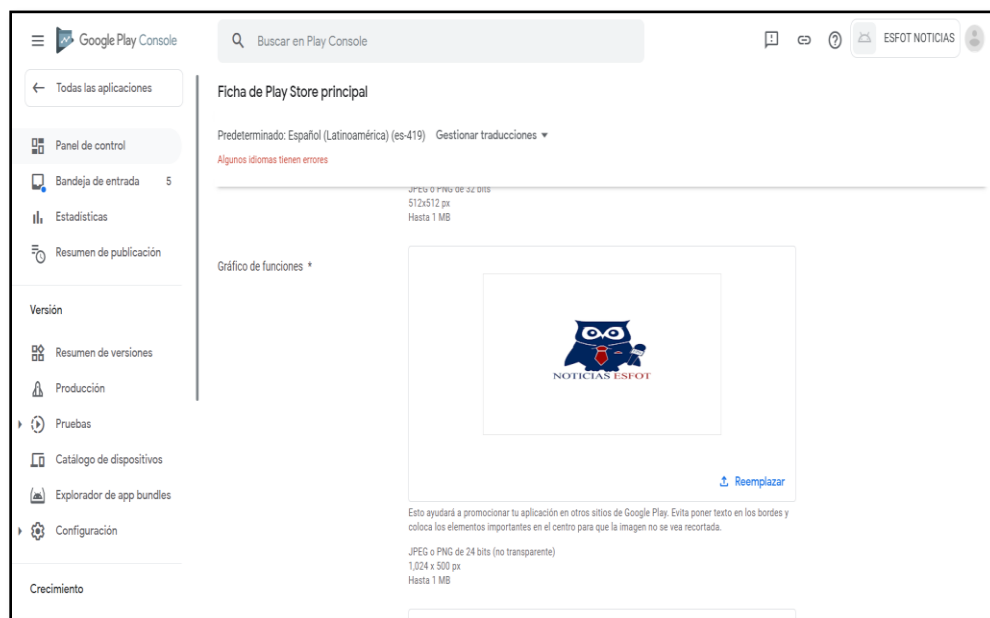 Google Play Console
Buscar en Play Console
ESFOT NOTICIAS
Todas las aplicaciones
Panel de control
Bandeja de entrada 5
Estadísticas
Resumen de publicación
Versión
Resumen de versiones
Producción
Pruebas
Catálogo de dispositivos
Explorador de app bundles
Configuración
Crecimiento
Ficha de Play Store principal
Predeterminado: Español (Latinoamérica) (es-419) Gestionar traducciones
Algunos idiomas tienen errores
JPEG o PNG de 32 bits
512x512 px
Hasta 1 MB
Gráfico de funciones *
NOTICIAS ESFOT
Reemplazar
Esto ayudará a promocionar tu aplicación en otros sitios de Google Play. Evita poner texto en los bordes y
coloca los elementos importantes en el centro para que la imagen no se vea recortada.
JPEG o PNG de 24 bits (no transparente)
1,024 x 500 px
Hasta 1 MB